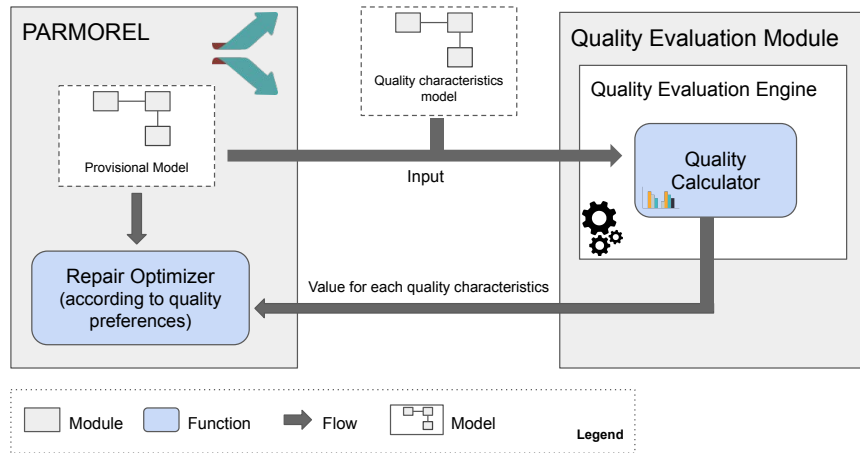 PARMOREL
Provisional Model
Repair Optimizer
(according to quality
preferences)
Quality characteristics
model
Input
Value for each quality characteristics
Quality Evaluation Module
Quality Evaluation Engine
Quality
Calculator
Module
Function
Flow
Model
Legend